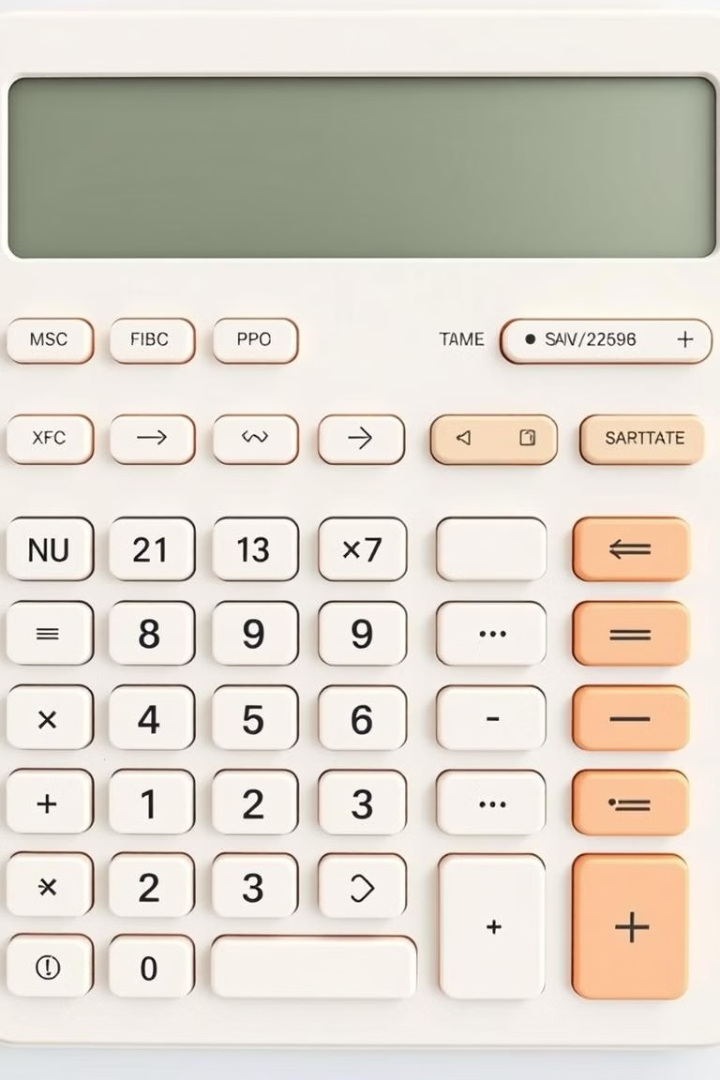 MSC FIBC PPO TAME SAIV/22596 +
XFC → → SARTTATE
NU 21 13 ×7
≡ 8 9 9 ••• =
× 4 5 6 - —
+ 1 2 3 •••
× 2 3 + +
! 0